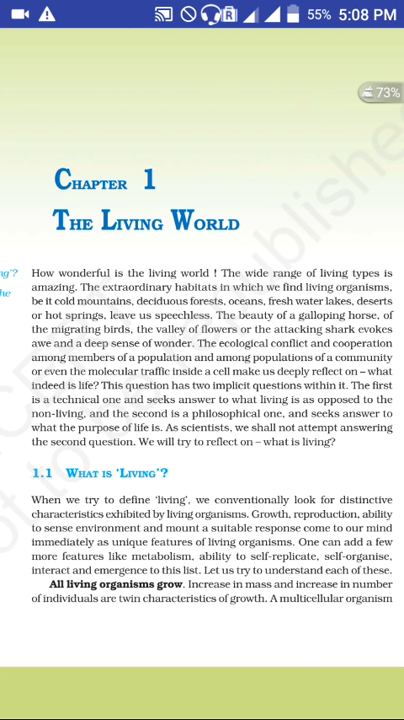 55% 5:08 PM
73%
CHAPTER 1
THE LIVING WORLD
ng'?
he
How wonderful is the living world ! The wide range of living types is
amazing. The extraordinary habitats in which we find living organisms,
be it cold mountains, deciduous forests, oceans, fresh water lakes, deserts
or hot springs, leave us speechless. The beauty of a galloping horse, of
the migrating birds, the valley of flowers or the attacking shark evokes
awe and a deep sense of wonder. The ecological conflict and cooperation
among members of a population and among populations of a community
or even the molecular traffic inside a cell make us deeply reflect on – what
indeed is life? This question has two implicit questions within it. The first
is a technical one and seeks answer to what living is as opposed to the
non-living, and the second is a philosophical one, and seeks answer to
what the purpose of life is. As scientists, we shall not attempt answering
the second question. We will try to reflect on – what is living?
1.1 WHAT IS 'LIVING'?
When we try to define 'living', we conventionally look for distinctive
characteristics exhibited by living organisms. Growth, reproduction, ability
to sense environment and mount a suitable response come to our mind
immediately as unique features of living organisms. One can add a few
more features like metabolism, ability to self-replicate, self-organise,
interact and emergence to this list. Let us try to understand each of these.
All living organisms grow. Increase in mass and increase in number
of individuals are twin characteristics of growth. A multicellular organism